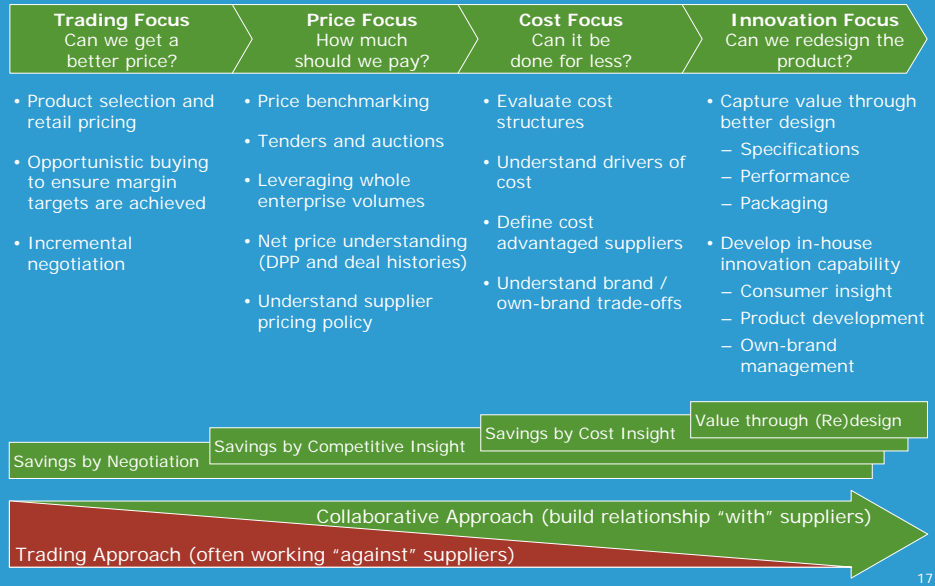 Trading Focus
Can we get a
better price?
Price Focus
How much
should we pay?
Cost Focus
Can it be
done for less?
Innovation Focus
Can we redesign the
product?
• Product selection and
retail pricing
• Opportunistic buying
to ensure margin
targets are achieved
• Incremental
negotiation
• Price benchmarking
• Tenders and auctions
• Leveraging whole
enterprise volumes
• Net price understanding
(DPP and deal histories)
• Understand supplier
pricing policy
• Evaluate cost
structures
• Understand drivers of
cost
• Define cost
advantaged suppliers
• Understand brand /
own-brand trade-offs
• Capture value through
better design
– Specifications
– Performance
– Packaging
• Develop in-house
innovation capability
– Consumer insight
– Product development
– Own-brand
management
Savings by Negotiation
Savings by Competitive Insight
Savings by Cost Insight
Value through (Re)design
Collaborative Approach (build relationship “with” suppliers)
Trading Approach (often working “against” suppliers)
17